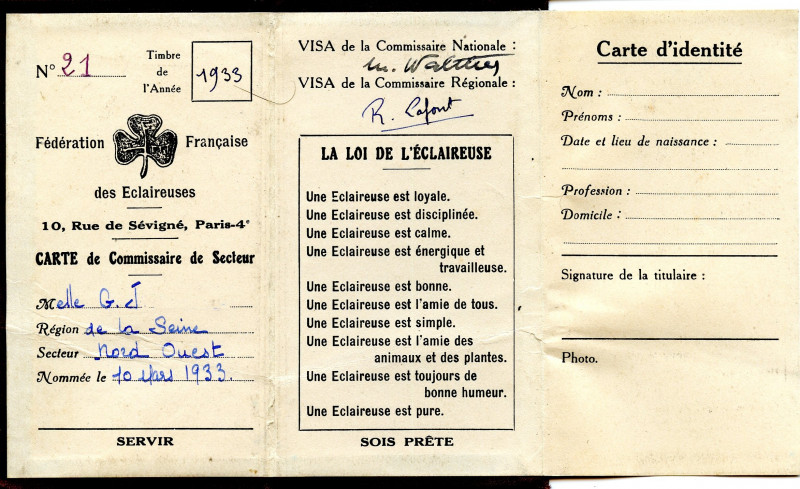 N° 21
Timbre
de
l'Année
1933
Fédération Française
des Eclaireuses
10, Rue de Sévigné, Paris-4e
CARTE de Commissaire de Secteur
Melle G. J
Région de la Seine
Secteur Nord Ouest
Nommée le 10 Mars 1933.
SERVIR
VISA de la Commissaire Nationale :
M. Walther
VISA de la Commissaire Régionale :
R. Lafont
LA LOI DE L'ÉCLAIREUSE
Une Eclaireuse est loyale.
Une Eclaireuse est disciplinée.
Une Eclaireuse est calme.
Une Eclaireuse est énergique et
travailleuse.
Une Eclaireuse est bonne.
Une Eclaireuse est l'amie de tous.
Une Eclaireuse est simple.
Une Eclaireuse est l'amie des
animaux et des plantes.
Une Eclaireuse est toujours de
bonne humeur.
Une Eclaireuse est pure.
SOIS PRÊTE
Carte d'identité
Nom :
Prénoms :
Date et lieu de naissance :
Profession :
Domicile :
Signature de la titulaire :
Photo.